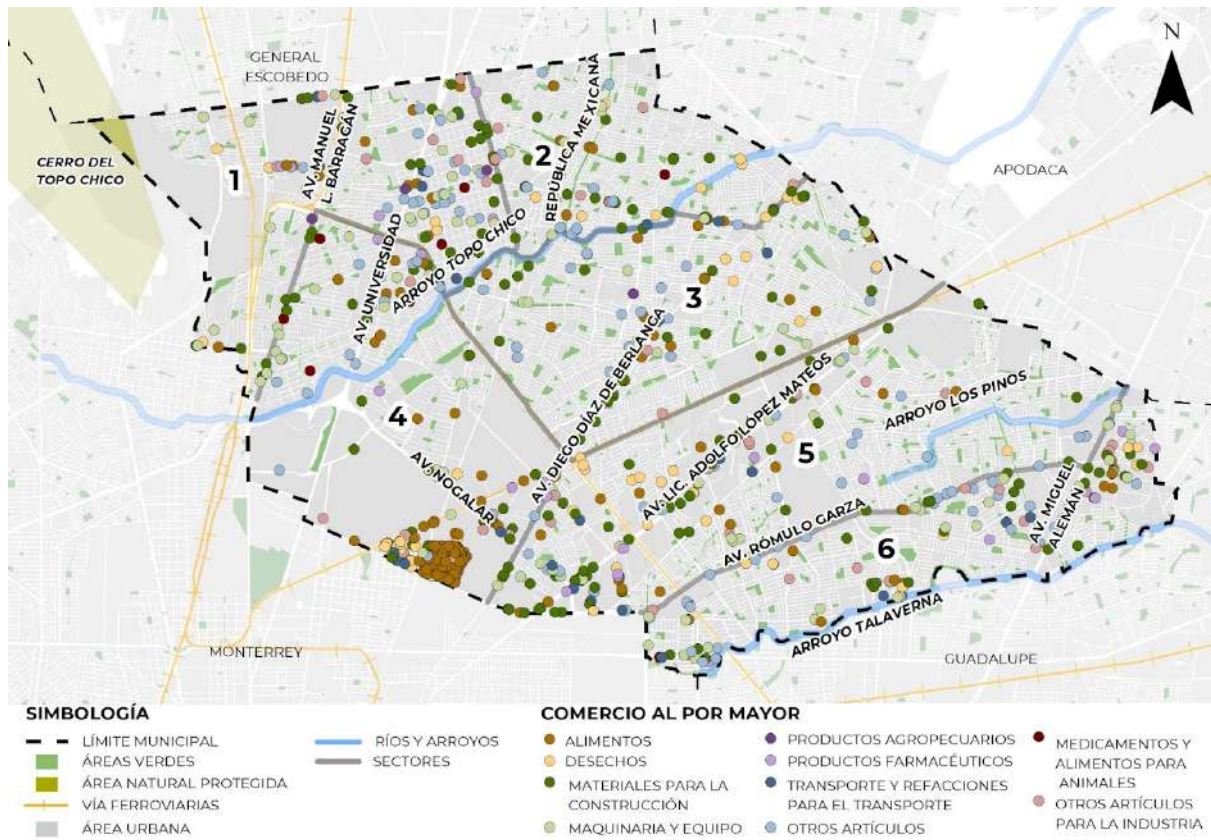 N
GENERAL
ESCOBEDO
CERRO DEL
TOPO CHICO
1
AV. MANUEL
L. BARRAGÁN
2
REPÚBLICA MEXICANA
APODACA
AV. UNIVERSIDAD
ARROYO TOPO CHICO
3
AV. DIEGO DÍAZ DE BERLANGA
4
AV. NOGALAR
AV. LIC. ADOLFO LÓPEZ MATEOS
ARROYO LOS PINOS
5
AV. RÓMULO GARZA
AV. MIGUEL
ALEMÁN
6
ARROYO TALAVERNA
MONTERREY
GUADALUPE
SIMBOLOGÍA
LÍMITE MUNICIPAL
ÁREAS VERDES
ÁREA NATURAL PROTEGIDA
VÍA FERROVIARIAS
ÁREA URBANA
RÍOS Y ARROYOS
SECTORES
COMERCIO AL POR MAYOR
ALIMENTOS
DESECHOS
MATERIALES PARA LA
CONSTRUCCIÓN
MAQUINARIA Y EQUIPO
PRODUCTOS AGROPECUARIOS
PRODUCTOS FARMACÉUTICOS
TRANSPORTE Y REFACCIONES
PARA EL TRANSPORTE
OTROS ARTÍCULOS
MEDICAMENTOS Y
ALIMENTOS PARA
ANIMALES
OTROS ARTÍCULOS
PARA LA INDUSTRIA